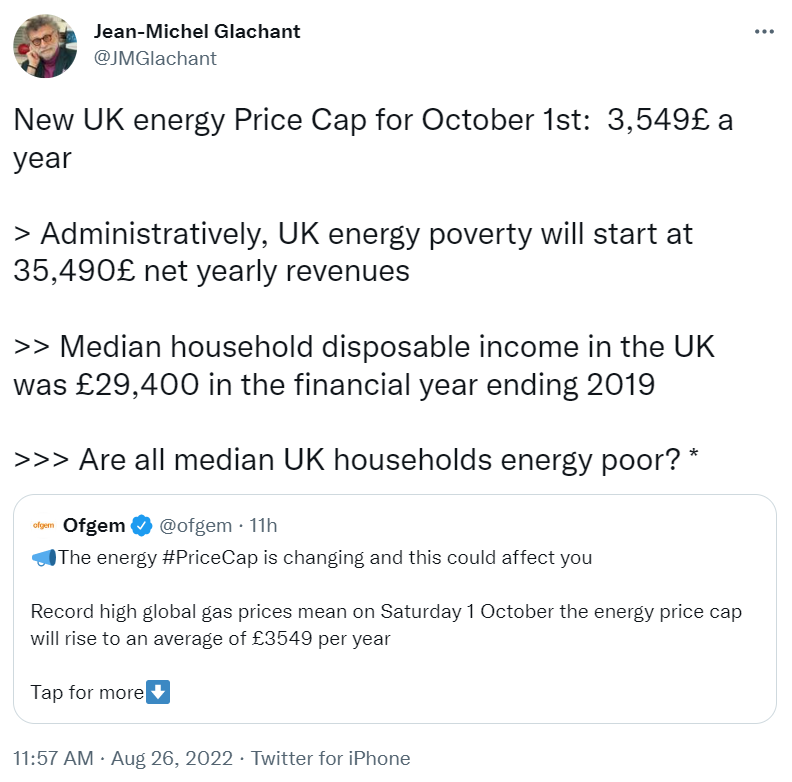 Jean-Michel Glachant
@JMGlachant
New UK energy Price Cap for October 1st:  3,549£ a
year
> Administratively, UK energy poverty will start at
35,490£ net yearly revenues
>> Median household disposable income in the UK
was £29,400 in the financial year ending 2019
>>> Are all median UK households energy poor? *
ofgem Ofgem @ofgem · 11h
The energy #PriceCap is changing and this could affect you
Record high global gas prices mean on Saturday 1 October the energy price cap
will rise to an average of £3549 per year
Tap for more
11:57 AM · Aug 26, 2022 · Twitter for iPhone